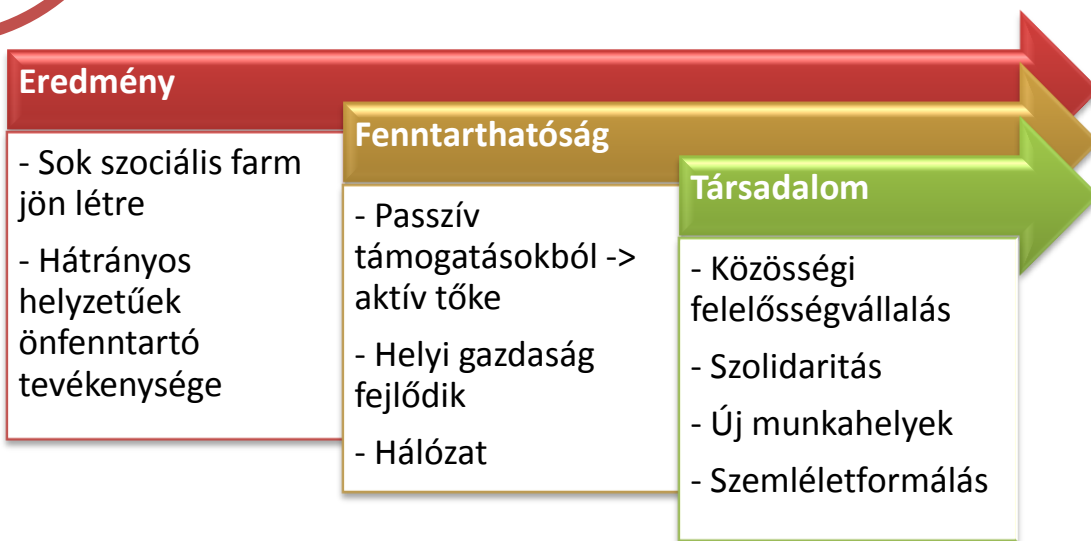 Eredmény
- Sok szociális farm
jön létre
- Hátrányos
helyzetűek
önfenntartó
tevékenysége
Fenntarthatóság
- Passzív
támogatásokból ->
aktív tőke
- Helyi gazdaság
fejlődik
- Hálózat
Társadalom
- Közösségi
felelősségvállalás
- Szolidaritás
- Új munkahelyek
- Szemléletformálás